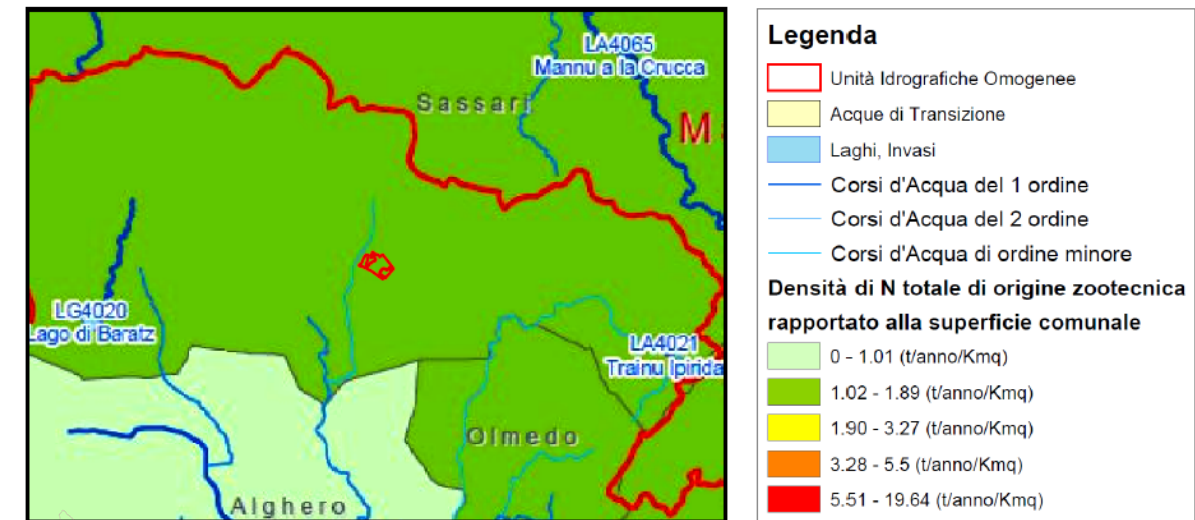 LA4065
Mannu a la Crucca
Sassari
M
LG4020
Lago di Baratz
LA4021
Trainu Ipirida
Olmedo
Alghero
Legenda
Unità Idrografiche Omogenee
Acque di Transizione
Laghi, Invasi
Corsi d'Acqua del 1 ordine
Corsi d'Acqua del 2 ordine
Corsi d'Acqua di ordine minore
Densità di N totale di origine zootecnica
rapportato alla superficie comunale
0 - 1.01 (t/anno/Kmq)
1.02 - 1.89 (t/anno/Kmq)
1.90 - 3.27 (t/anno/Kmq)
3.28 - 5.5 (t/anno/Kmq)
5.51 - 19.64 (t/anno/Kmq)